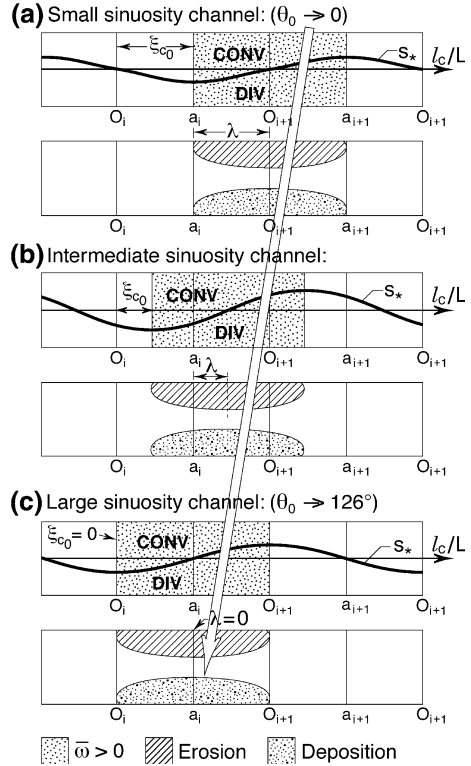 (a) Small sinuosity channel: (θ₀ → 0)
ξc₀
CONV
S* l꜀/L
DIV
Oᵢ aᵢ Oᵢ₊₁ aᵢ₊₁ Oᵢ₊₁
λ
Oᵢ aᵢ Oᵢ₊₁ aᵢ₊₁ Oᵢ₊₁
(b) Intermediate sinuosity channel:
ξc₀ CONV S* l꜀/L
DIV
Oᵢ aᵢ Oᵢ₊₁ aᵢ₊₁ Oᵢ₊₁
λ
Oᵢ aᵢ Oᵢ₊₁ aᵢ₊₁ Oᵢ₊₁
(c) Large sinuosity channel: (θ₀ → 126°)
ξc₀ = 0 CONV S* l꜀/L
DIV
Oᵢ aᵢ Oᵢ₊₁ aᵢ₊₁ Oᵢ₊₁
λ = 0
Oᵢ aᵢ Oᵢ₊₁ aᵢ₊₁ Oᵢ₊₁
ω̅ > 0 Erosion Deposition